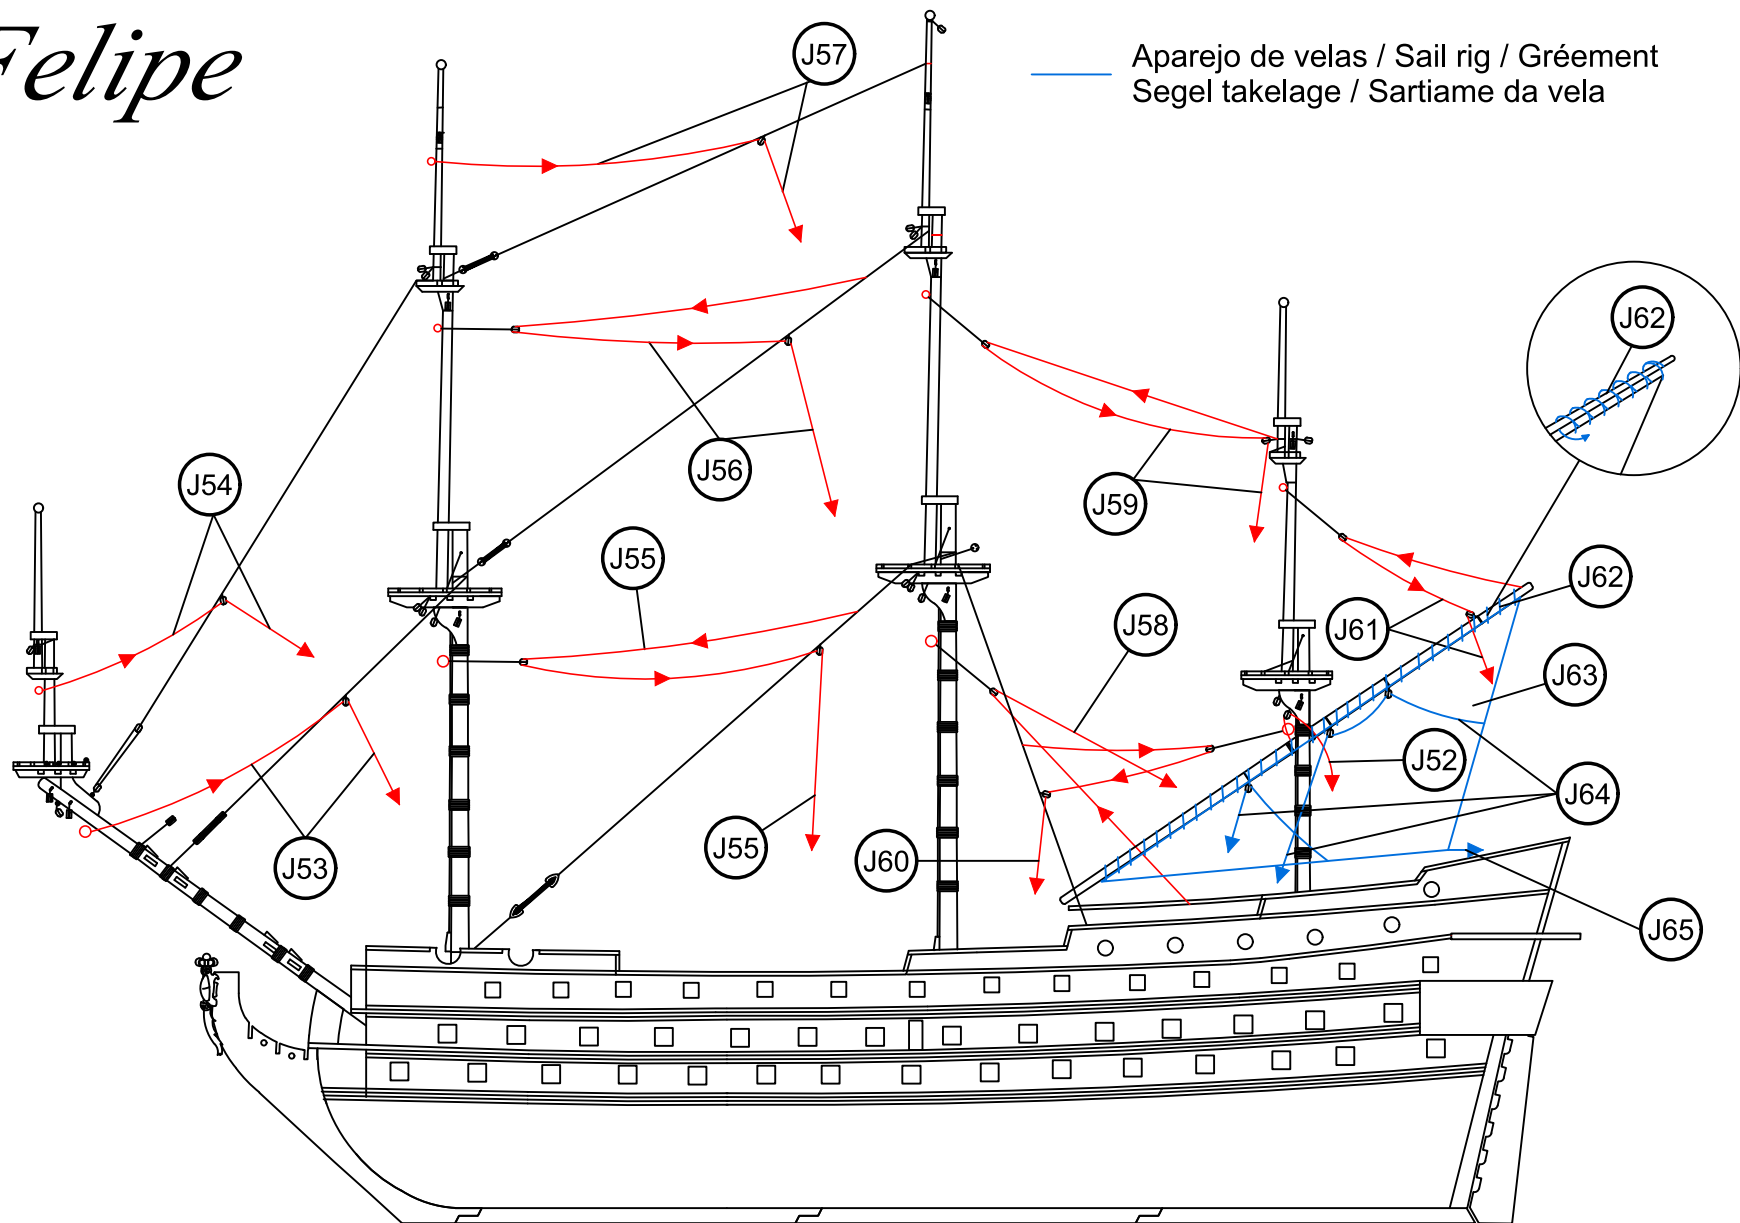 Felipe
Aparejo de velas / Sail rig / Gréement
Segel takelage / Sartiame da vela
J57
J62
J54
J56
J59
J55
J62
J58
J61
J63
J52
J64
J55
J60
J53
J65